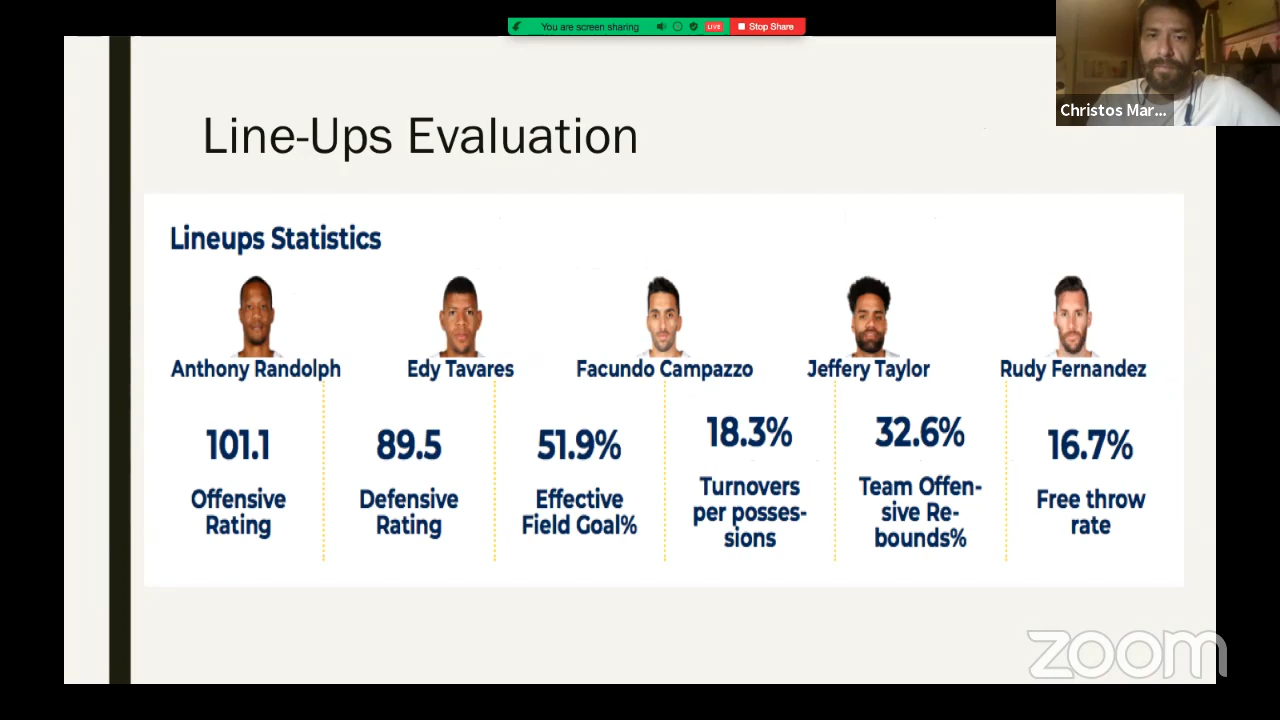 You are screen sharing
LIVE
Stop Share
Christos Mar...
Line-Ups Evaluation
Lineups Statistics
Anthony Randolph
Edy Tavares
Facundo Campazzo
Jeffery Taylor
Rudy Fernandez
101.1
Offensive
Rating
89.5
Defensive
Rating
51.9%
Effective
Field Goal%
18.3%
Turnovers
per posses-
sions
32.6%
Team Offen-
sive Re-
bounds%
16.7%
Free throw
rate
zoom